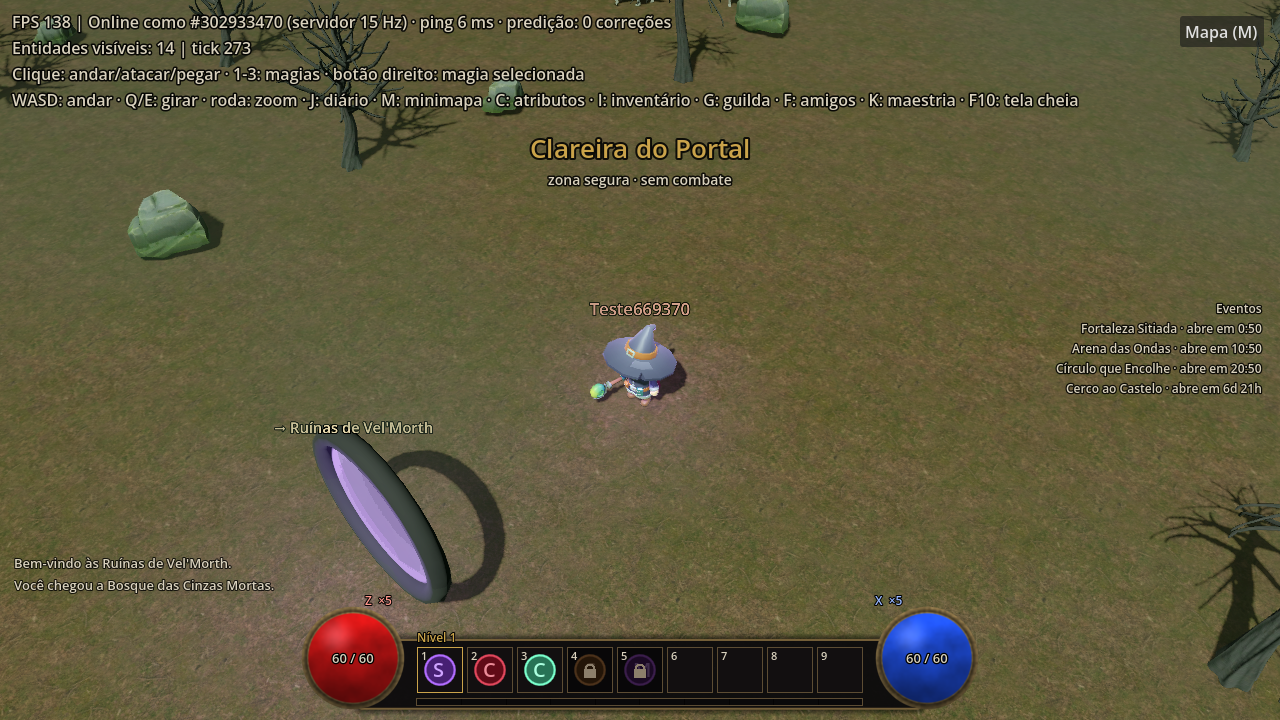 FPS 138 | Online como #302933470 (servidor 15 Hz) · ping 6 ms · predição: 0 correções
Entidades visíveis: 14 | tick 273
Clique: andar/atacar/pegar · 1-3: magias · botão direito: magia selecionada
WASD: andar · Q/E: girar · roda: zoom · J: diário · M: minimapa · C: atributos · I: inventário · G: guilda · F: amigos · K: maestria · F10: tela cheia
Mapa (M)
Clareira do Portal
zona segura · sem combate
Teste669370
Eventos
Fortaleza Sitiada · abre em 0:50
Arena das Ondas · abre em 10:50
Círculo que Encolhe · abre em 20:50
Cerco ao Castelo · abre em 6d 21h
→ Ruínas de Vel'Morth
Bem-vindo às Ruínas de Vel'Morth.
Você chegou a Bosque das Cinzas Mortas.
Z ×5
X ×5
Nível 1
60 / 60
1 S 2 C 3 C 4 5 6 7 8 9
60 / 60